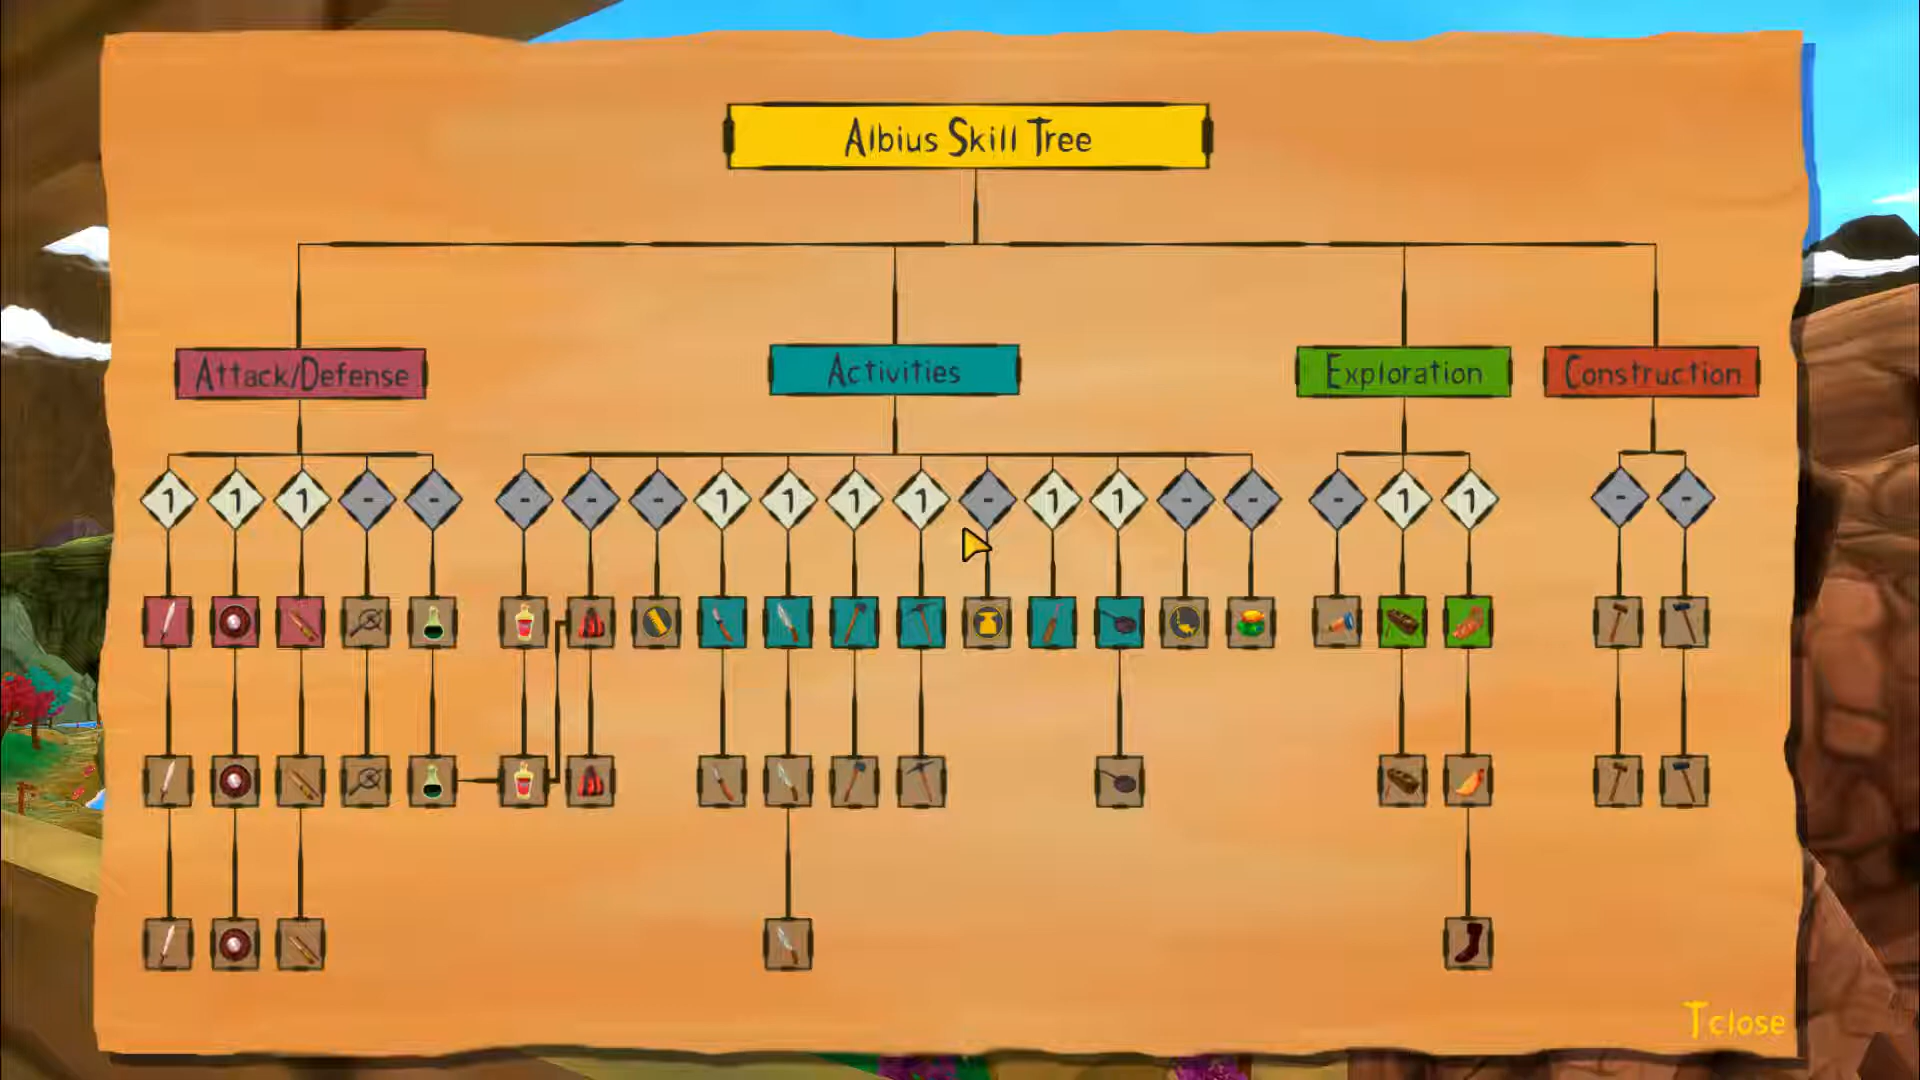 Albius Skill Tree
Attack/Defense
Activities
Exploration
Construction
1 1 1 - - - - - 1 1 1 1 - 1 1 - - - 1 1 - -
T close